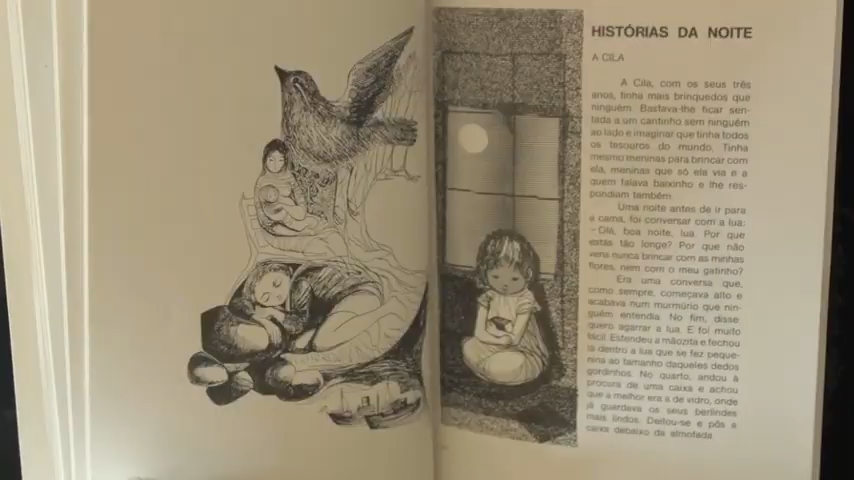 HISTÓRIAS DA NOITE
A CILA
A Cila, com os seus três
anos, tinha mais brinquedos que
ninguém. Bastava-lhe ficar sen-
tada a um cantinho sem ninguém
ao lado e imaginar que tinha todos
os tesouros do mundo. Tinha
mesmo meninas para brincar com
ela, meninas que só ela via e a
quem falava baixinho e lhe res-
pondiam também.
Uma noite antes de ir para
a cama, foi conversar com a lua:
– Olá, boa noite, lua. Por que
estás tão longe? Por que não
vens nunca brincar com as minhas
flores, nem com o meu gatinho?
Era uma conversa que,
como sempre, começava alto e
acabava num murmúrio que nin-
guém entendia. No fim, disse:
quero agarrar a lua. E foi muito
fácil. Estendeu a mãozita e fechou
lá dentro a lua que se fez peque-
nina ao tamanho daqueles dedos
gordinhos. No quarto, andou à
procura de uma caixa e achou
que a melhor era a de vidro, onde
já guardava os seus berlindes
mais lindos. Deitou-se e pôs a
caixa debaixo da almofada